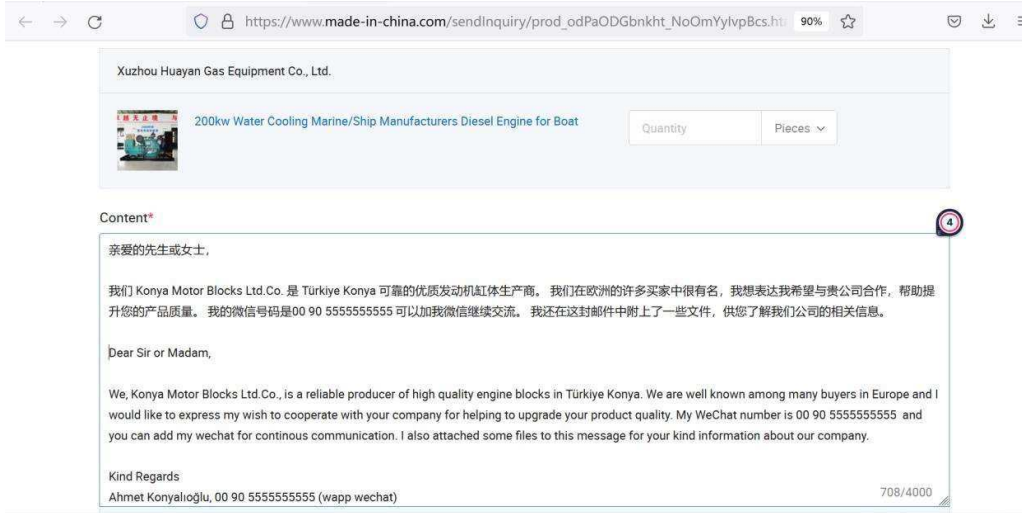 https://www.made-in-china.com/sendInquiry/prod_odPaODGbnkht_NoOmYylvpBcs.ht
90%
Xuzhou Huayan Gas Equipment Co., Ltd.
200kw Water Cooling Marine/Ship Manufacturers Diesel Engine for Boat
Quantity
Pieces
Content*
4
亲爱的先生或女士，
我们 Konya Motor Blocks Ltd.Co. 是 Türkiye Konya 可靠的优质发动机缸体生产商。 我们在欧洲的许多买家中很有名，我想表达我希望与贵公司合作，帮助提
升您的产品质量。 我的微信号码是00 90 5555555555 可以加我微信继续交流。 我还在这封邮件中附上了一些文件，供您了解我们公司的相关信息。
Dear Sir or Madam,
We, Konya Motor Blocks Ltd.Co., is a reliable producer of high quality engine blocks in Türkiye Konya. We are well known among many buyers in Europe and I
would like to express my wish to cooperate with your company for helping to upgrade your product quality. My WeChat number is 00 90 5555555555 and
you can add my wechat for continous communication. I also attached some files to this message for your kind information about our company.
Kind Regards
Ahmet Konyalıoğlu, 00 90 5555555555 (wapp wechat)
708/4000